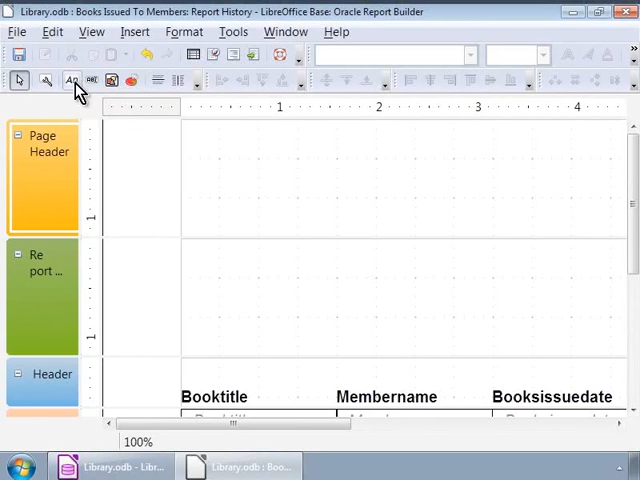 Library.odb : Books Issued To Members: Report History - LibreOffice Base: Oracle Report Builder
File Edit View Insert Format Tools Window Help
1 2 3 4
Page
Header
1
Re
port ...
1
Header
Booktitle Membername Booksissuedate
100%
Library.odb - Libr... Library.odb : Boo...